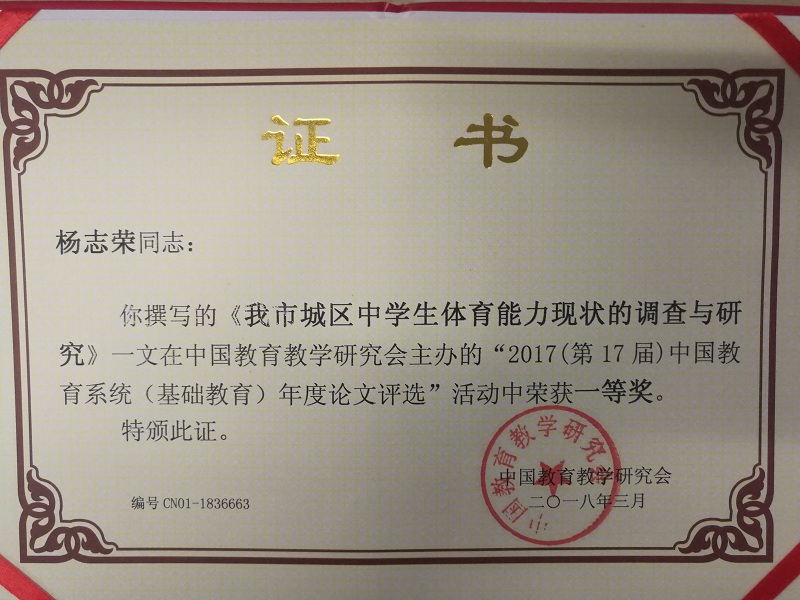 证 书
杨志荣同志：
你撰写的《我市城区中学生体育能力现状的调查与研
究》一文在中国教育教学研究会主办的“2017(第17届)中国教
育系统（基础教育）年度论文评选”活动中荣获一等奖。
特颁此证。
中国教育教学研究会
中国教育教学研究会
二〇一八年三月
编号 CN01-1836663